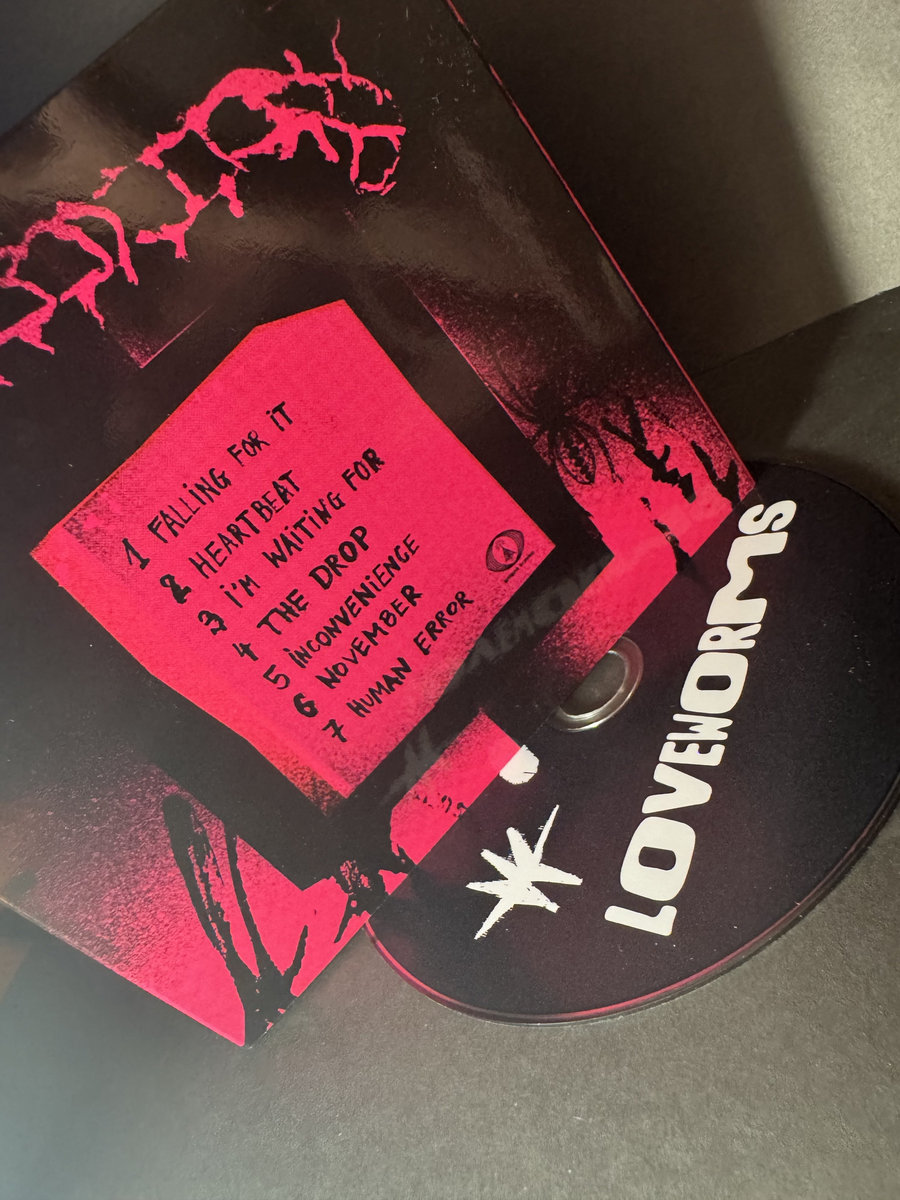 1 FALLiNG FOR iT
2 HEARTBEAT
3 i'M WAiTiNG FOR
4 THE DROP
5 iNCONVENiENCE
6 NOVEMBER
7 HUMAN ERROR
LOVEWORMS